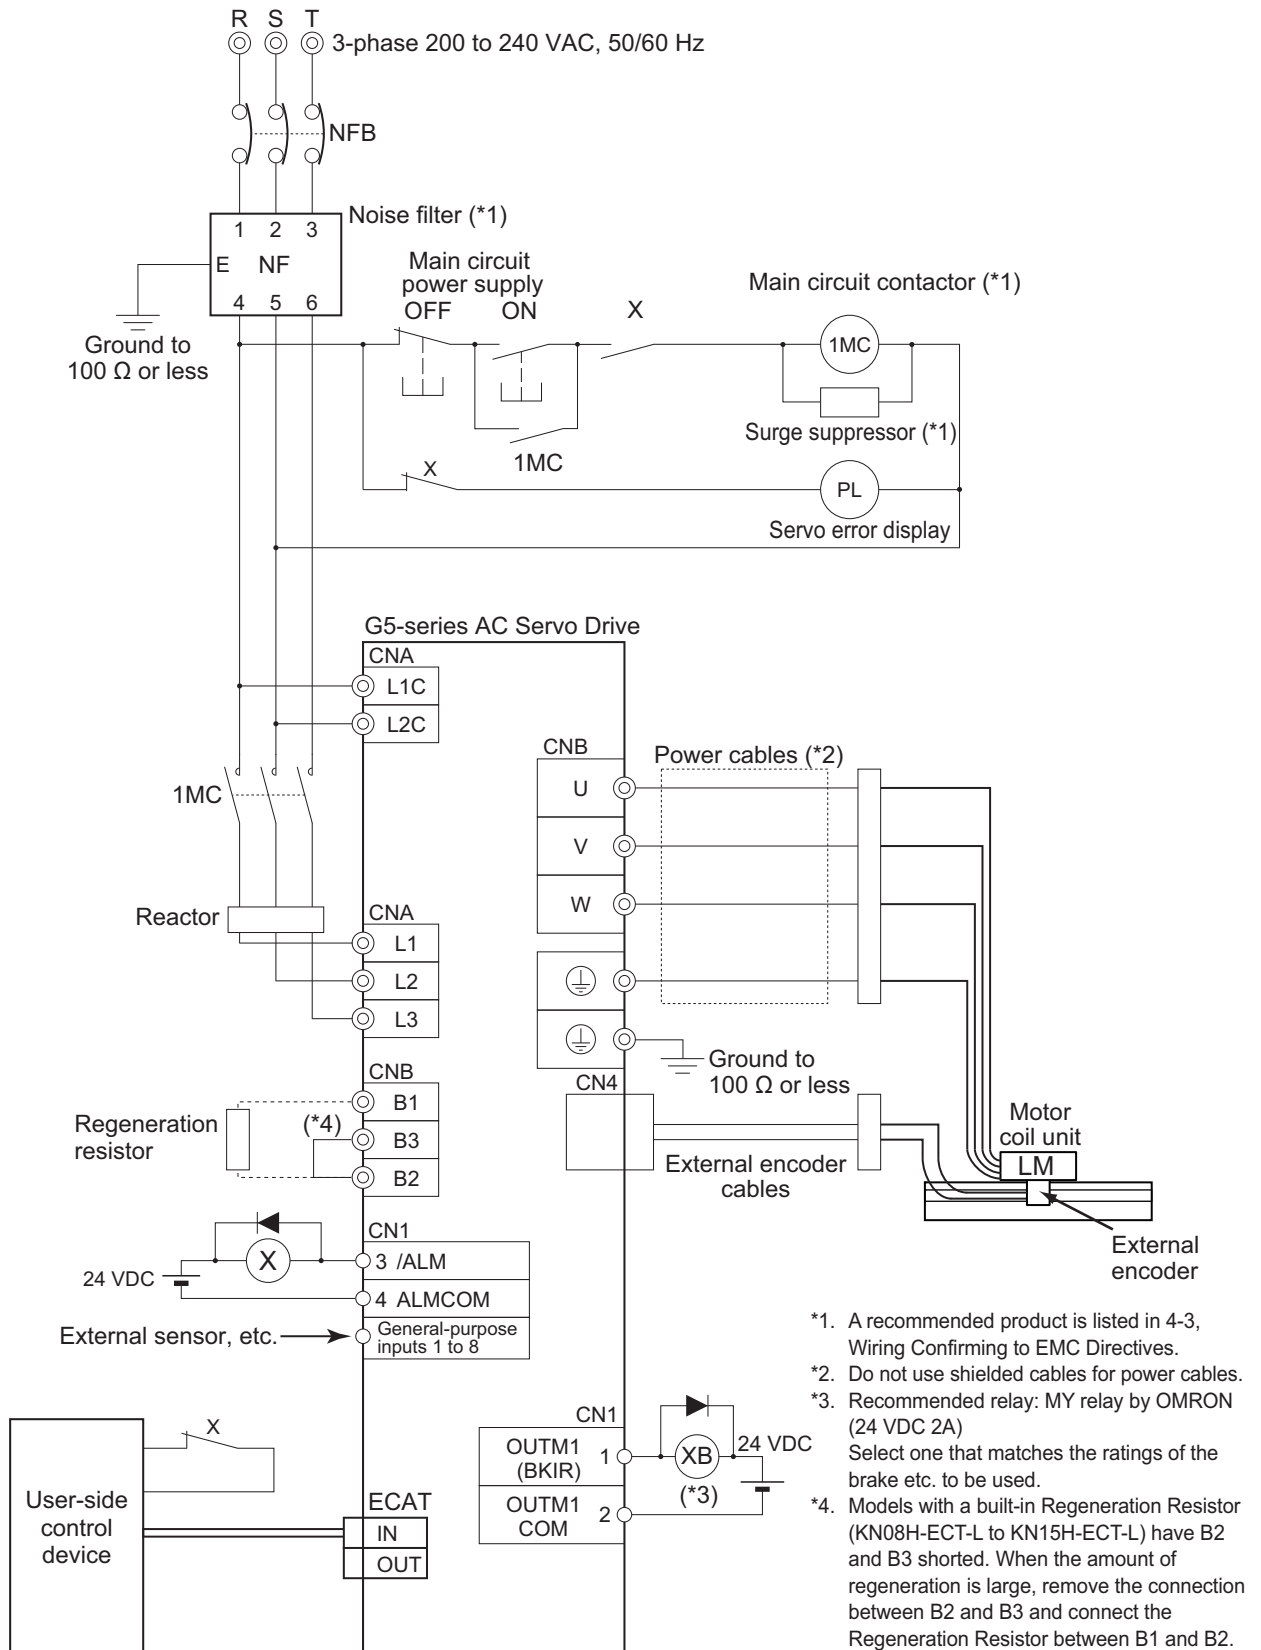 R S T
3-phase 200 to 240 VAC, 50/60 Hz
NFB
Noise filter (*1)
1 2 3
E NF
4 5 6
Ground to
100 Ω or less
Main circuit
power supply
OFF ON
X
Main circuit contactor (*1)
1MC
Surge suppressor (*1)
1MC
X
PL
Servo error display
G5-series AC Servo Drive
CNA
L1C
L2C
1MC
Reactor
CNA
L1
L2
L3
CNB
U
V
W
Power cables (*2)
Ground to
100 Ω or less
CNB
B1
B3
B2
(*4)
Regeneration
resistor
CN4
External encoder
cables
Motor
coil unit
LM
External
encoder
CN1
3 /ALM
4 ALMCOM
General-purpose
inputs 1 to 8
X
24 VDC
External sensor, etc.
X
User-side
control
device
ECAT
IN
OUT
CN1
OUTM1
(BKIR)
1
OUTM1
COM
2
XB
(*3)
24 VDC
*1. A recommended product is listed in 4-3,
Wiring Confirming to EMC Directives.
*2. Do not use shielded cables for power cables.
*3. Recommended relay: MY relay by OMRON
(24 VDC 2A)
Select one that matches the ratings of the
brake etc. to be used.
*4. Models with a built-in Regeneration Resistor
(KN08H-ECT-L to KN15H-ECT-L) have B2
and B3 shorted. When the amount of
regeneration is large, remove the connection
between B2 and B3 and connect the
Regeneration Resistor between B1 and B2.